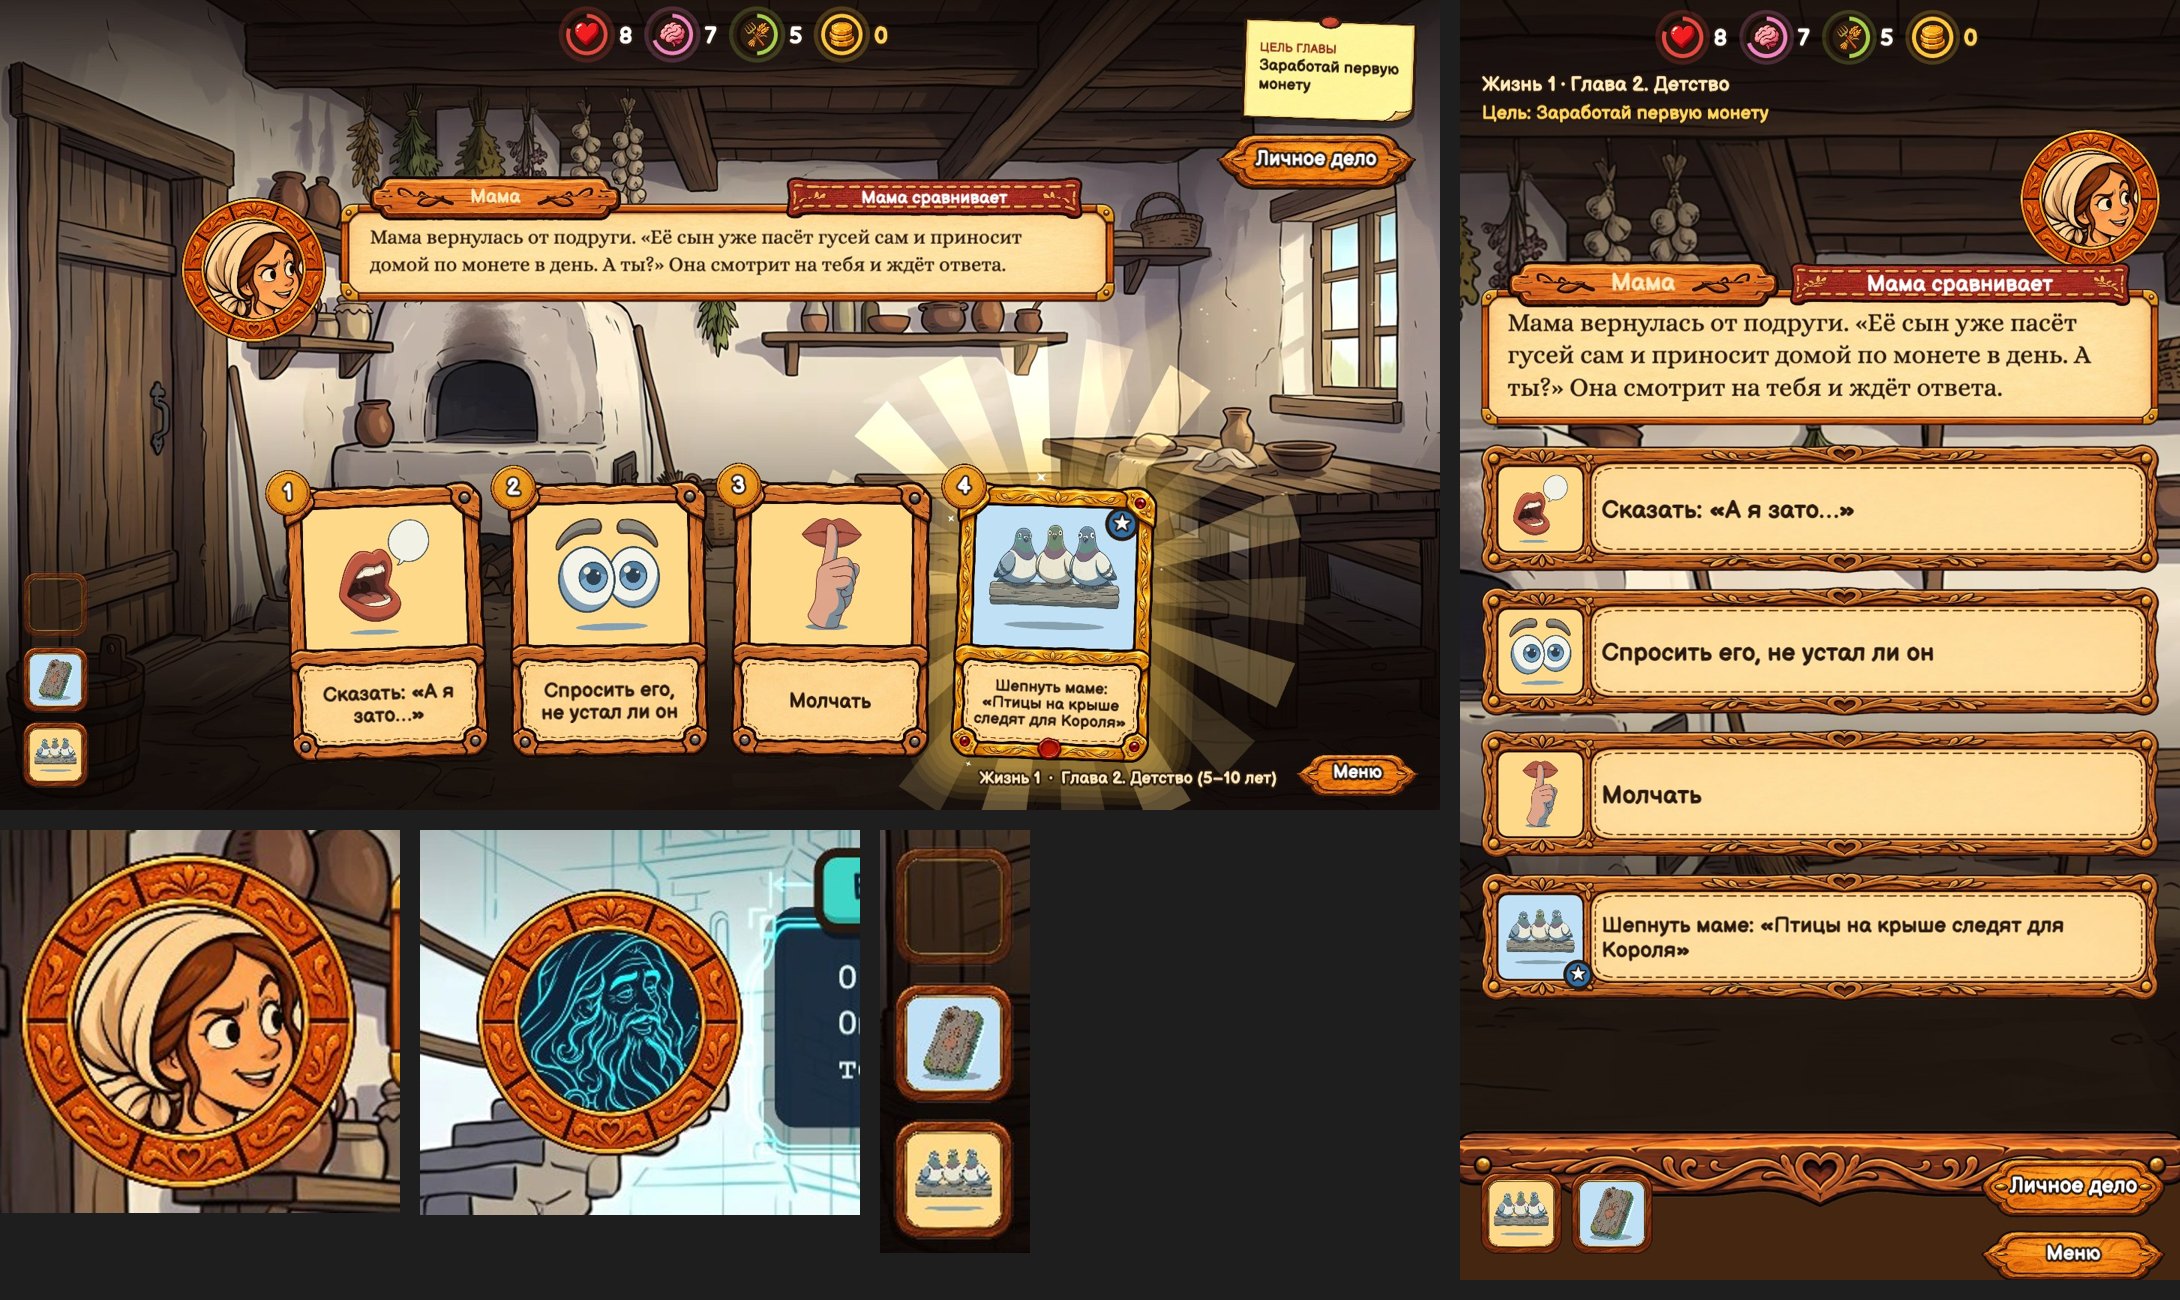 8 7 5 0
ЦЕЛЬ ГЛАВЫ
Заработай первую
монету
Личное дело
Мама
Мама сравнивает
Мама вернулась от подруги. «Её сын уже пасёт гусей сам и приносит
домой по монете в день. А ты?» Она смотрит на тебя и ждёт ответа.
1
2
3
4
Сказать: «А я
зато...»
Спросить его,
не устал ли он
Молчать
Шепнуть маме:
«Птицы на крыше
следят для Короля»
Жизнь 1 · Глава 2. Детство (5–10 лет)
Меню
8 7 5 0
Жизнь 1 · Глава 2. Детство
Цель: Заработай первую монету
Мама
Мама сравнивает
Мама вернулась от подруги. «Её сын уже пасёт
гусей сам и приносит домой по монете в день. А
ты?» Она смотрит на тебя и ждёт ответа.
Сказать: «А я зато...»
Спросить его, не устал ли он
Молчать
Шепнуть маме: «Птицы на крыше следят для
Короля»
Личное дело
Меню